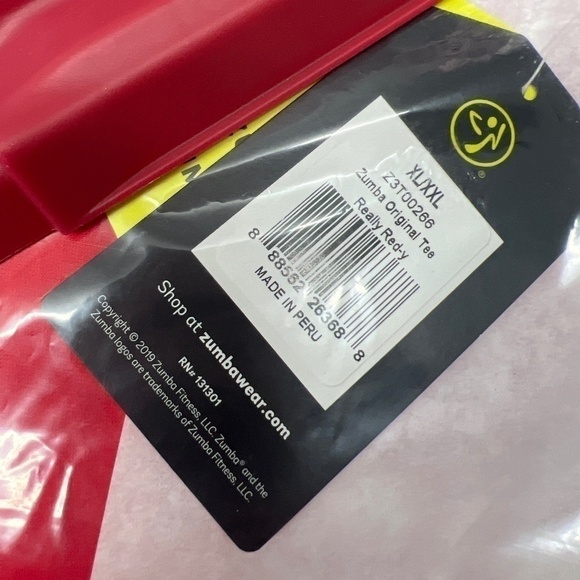 XL/XXL
Z3T00266
Zumba Original Tee
Really Red-y
8 88582 26368 8
MADE IN PERU
Shop at zumbawear.com
RN# 131301
Copyright © 2019 Zumba Fitness, LLC. Zumba® and the
Zumba logos are trademarks of Zumba Fitness, LLC.